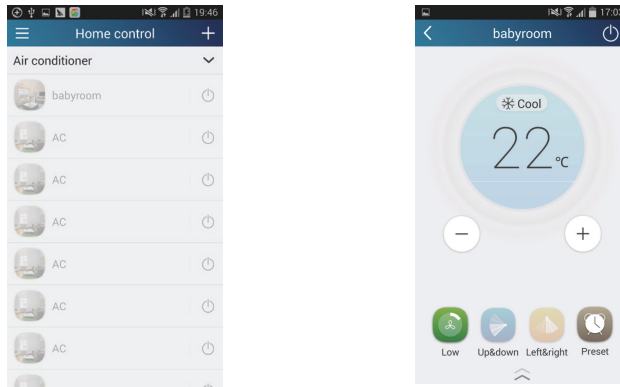 19:46
Home control
Air conditioner
babyroom
AC
AC
AC
AC
AC
AC
17:03
babyroom
Cool
22°C
Low
Up&down
Left&right
Preset